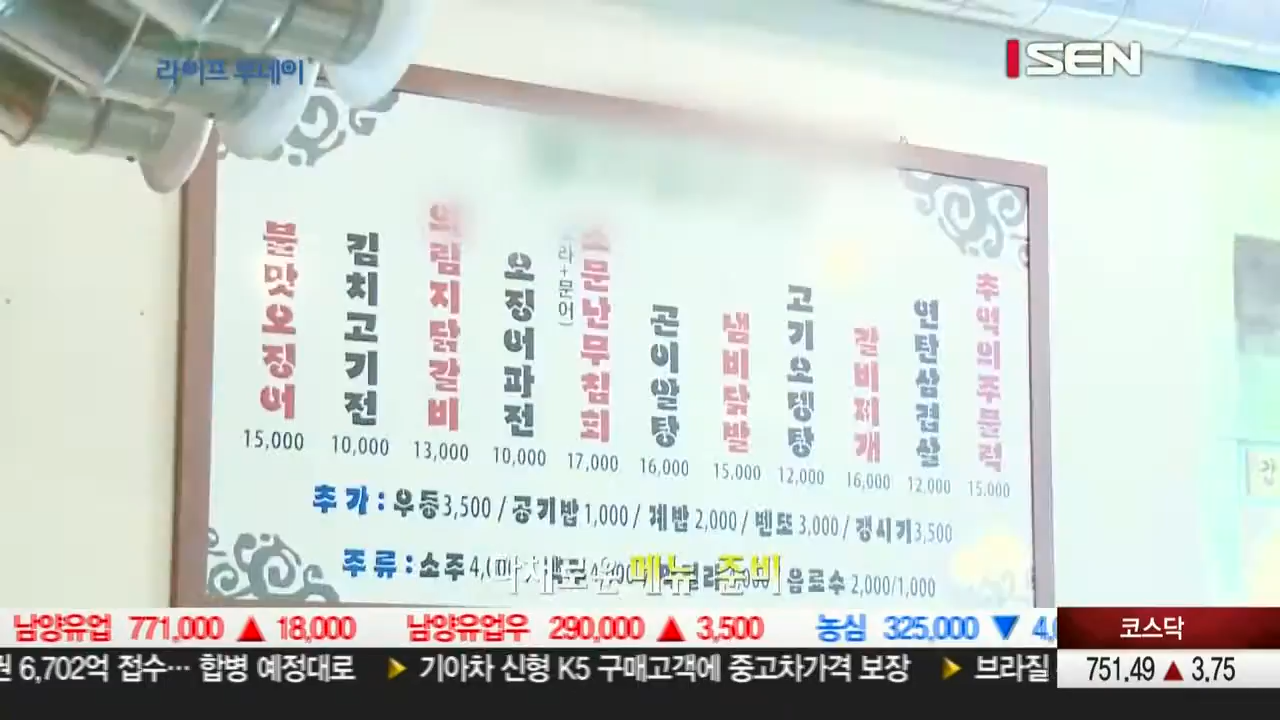 라이프 투데이
SEN
불맛오징어 15,000
김치고기전 10,000
의림지닭갈비 13,000
오징어파전 10,000
소문난무침회 17,000
라+문어)
곤이알탕 16,000
냄비닭발 15,000
고기오뎅탕 12,000
갈비찌개 16,000
연탄삼겹살 12,000
추억의주물럭 15,000
추가: 우동3,500 / 공기밥1,000 / 계밥2,000 / 벤또3,000 / 갱시기3,500
주류: 소주 음료수 2,000/1,000
메뉴 준비
남양유업 771,000 ▲ 18,000 남양유업우 290,000 ▲ 3,500 농심 325,000 ▼
코스닥
6,702억 접수··· 합병 예정대로 ▶ 기아차 신형 K5 구매고객에 중고차가격 보장 ▶ 브라질
751.49 ▲ 3.75